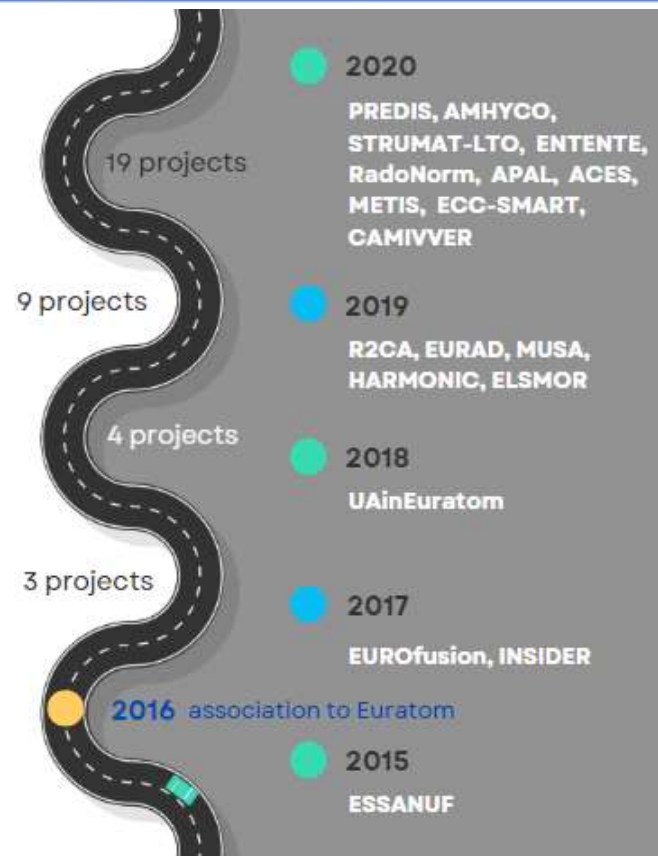 2020
PREDIS, AMHYCO,
STRUMAT-LTO, ENTENTE,
RadoNorm, APAL, ACES,
METIS, ECC-SMART,
CAMIVVER
19 projects
9 projects
2019
R2CA, EURAD, MUSA,
HARMONIC, ELSMOR
4 projects
2018
UAinEuratom
3 projects
2017
EUROfusion, INSIDER
2016 association to Euratom
2015
ESSANUF